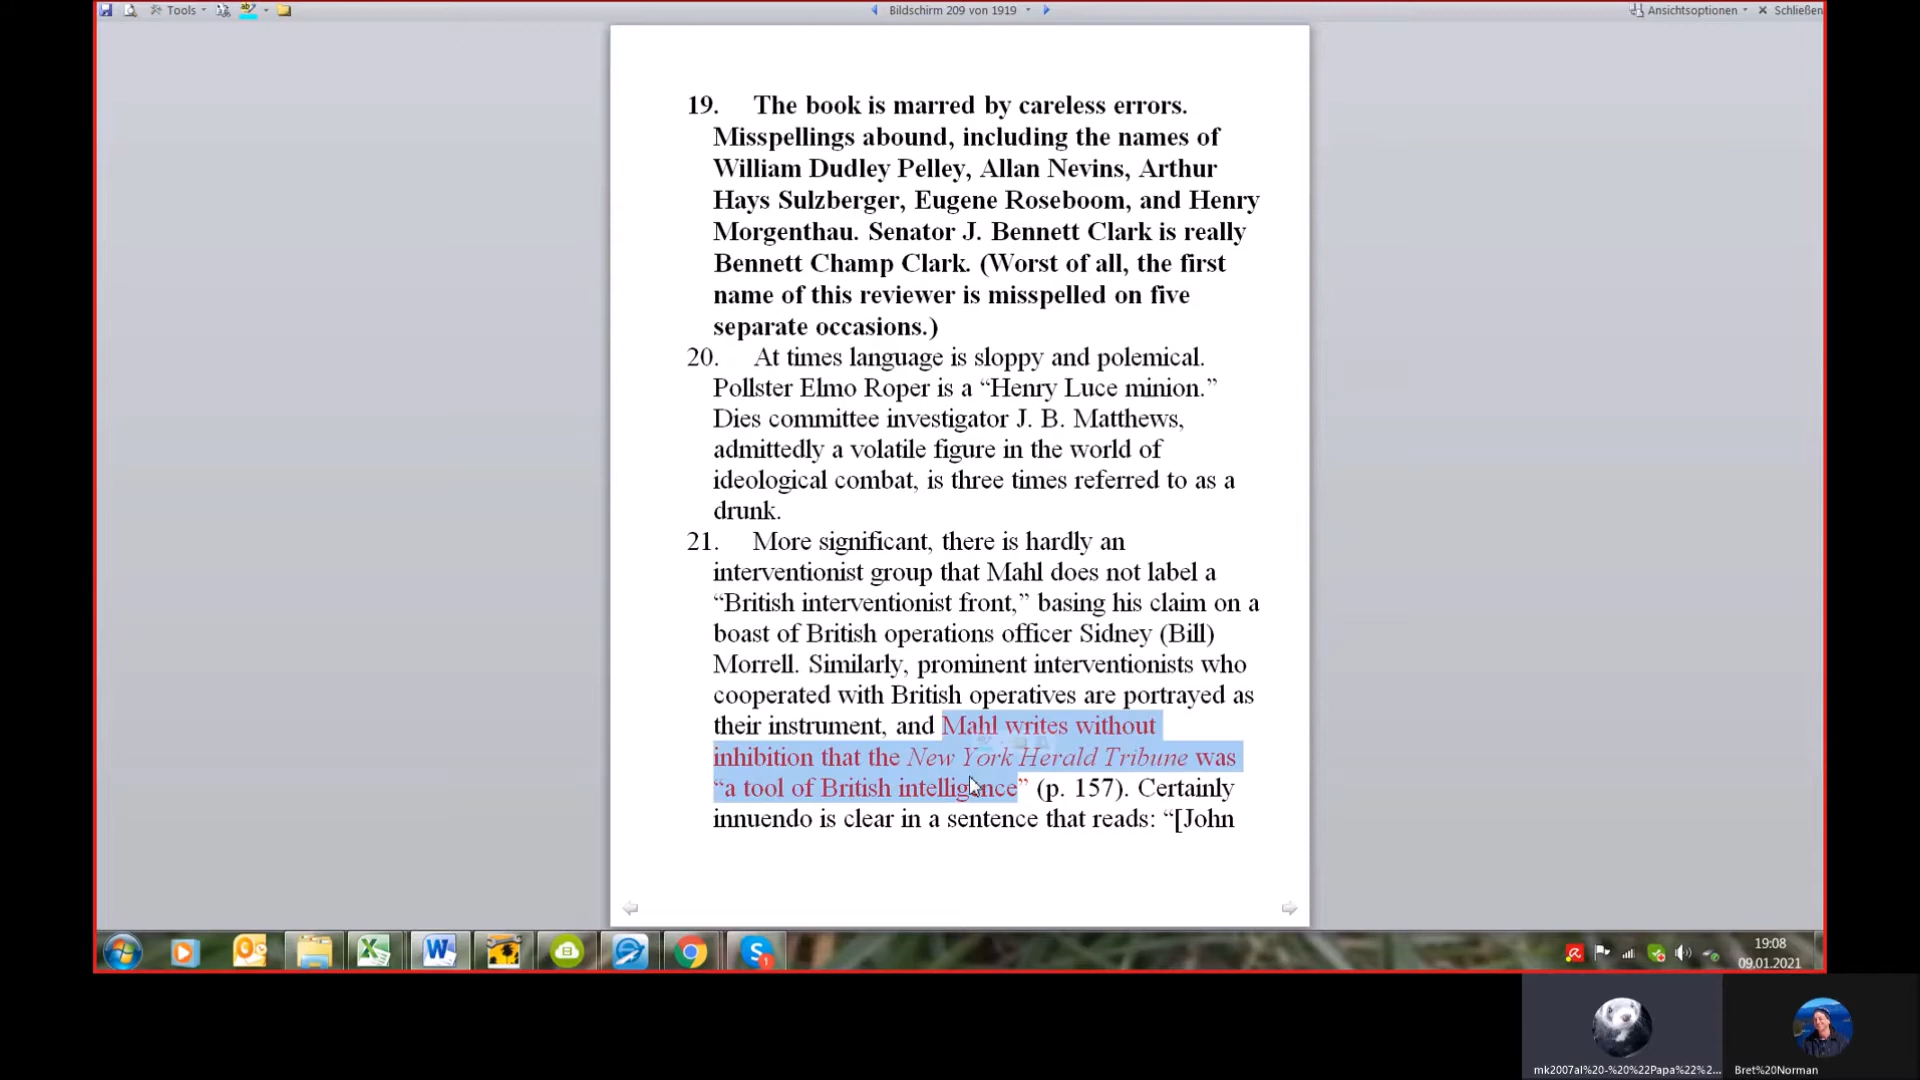 Tools
Bildschirm 209 von 1919
Ansichtsoptionen
Schließen
19. The book is marred by careless errors.
Misspellings abound, including the names of
William Dudley Pelley, Allan Nevins, Arthur
Hays Sulzberger, Eugene Roseboom, and Henry
Morgenthau. Senator J. Bennett Clark is really
Bennett Champ Clark. (Worst of all, the first
name of this reviewer is misspelled on five
separate occasions.)
20. At times language is sloppy and polemical.
Pollster Elmo Roper is a “Henry Luce minion.”
Dies committee investigator J. B. Matthews,
admittedly a volatile figure in the world of
ideological combat, is three times referred to as a
drunk.
21. More significant, there is hardly an
interventionist group that Mahl does not label a
“British interventionist front,” basing his claim on a
boast of British operations officer Sidney (Bill)
Morrell. Similarly, prominent interventionists who
cooperated with British operatives are portrayed as
their instrument, and Mahl writes without
inhibition that the New York Herald Tribune was
“a tool of British intelligence” (p. 157). Certainly
innuendo is clear in a sentence that reads: “[John
19:08
09.01.2021
mk2007al%20-%20%22Papa%22%2...
Bret%20Norman